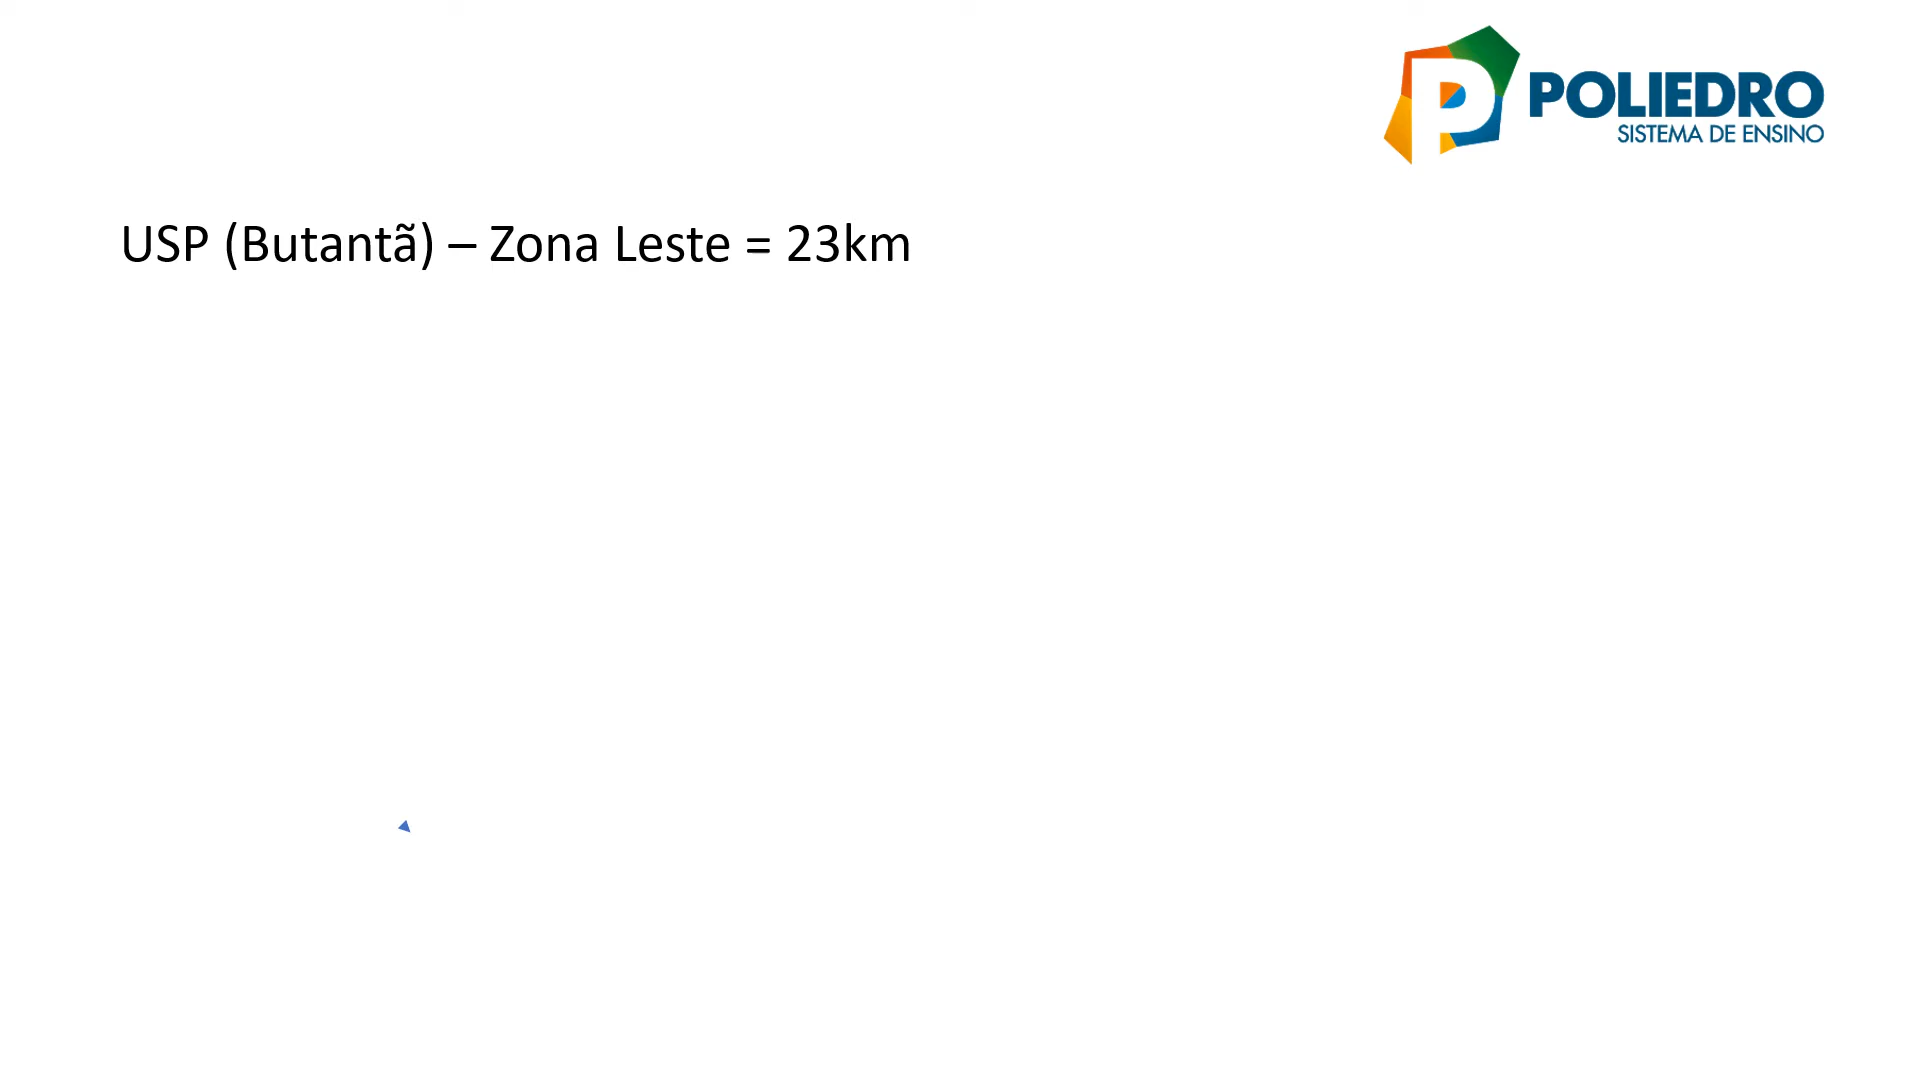 POLIEDRO
SISTEMA DE ENSINO
USP (Butantã) – Zona Leste = 23km